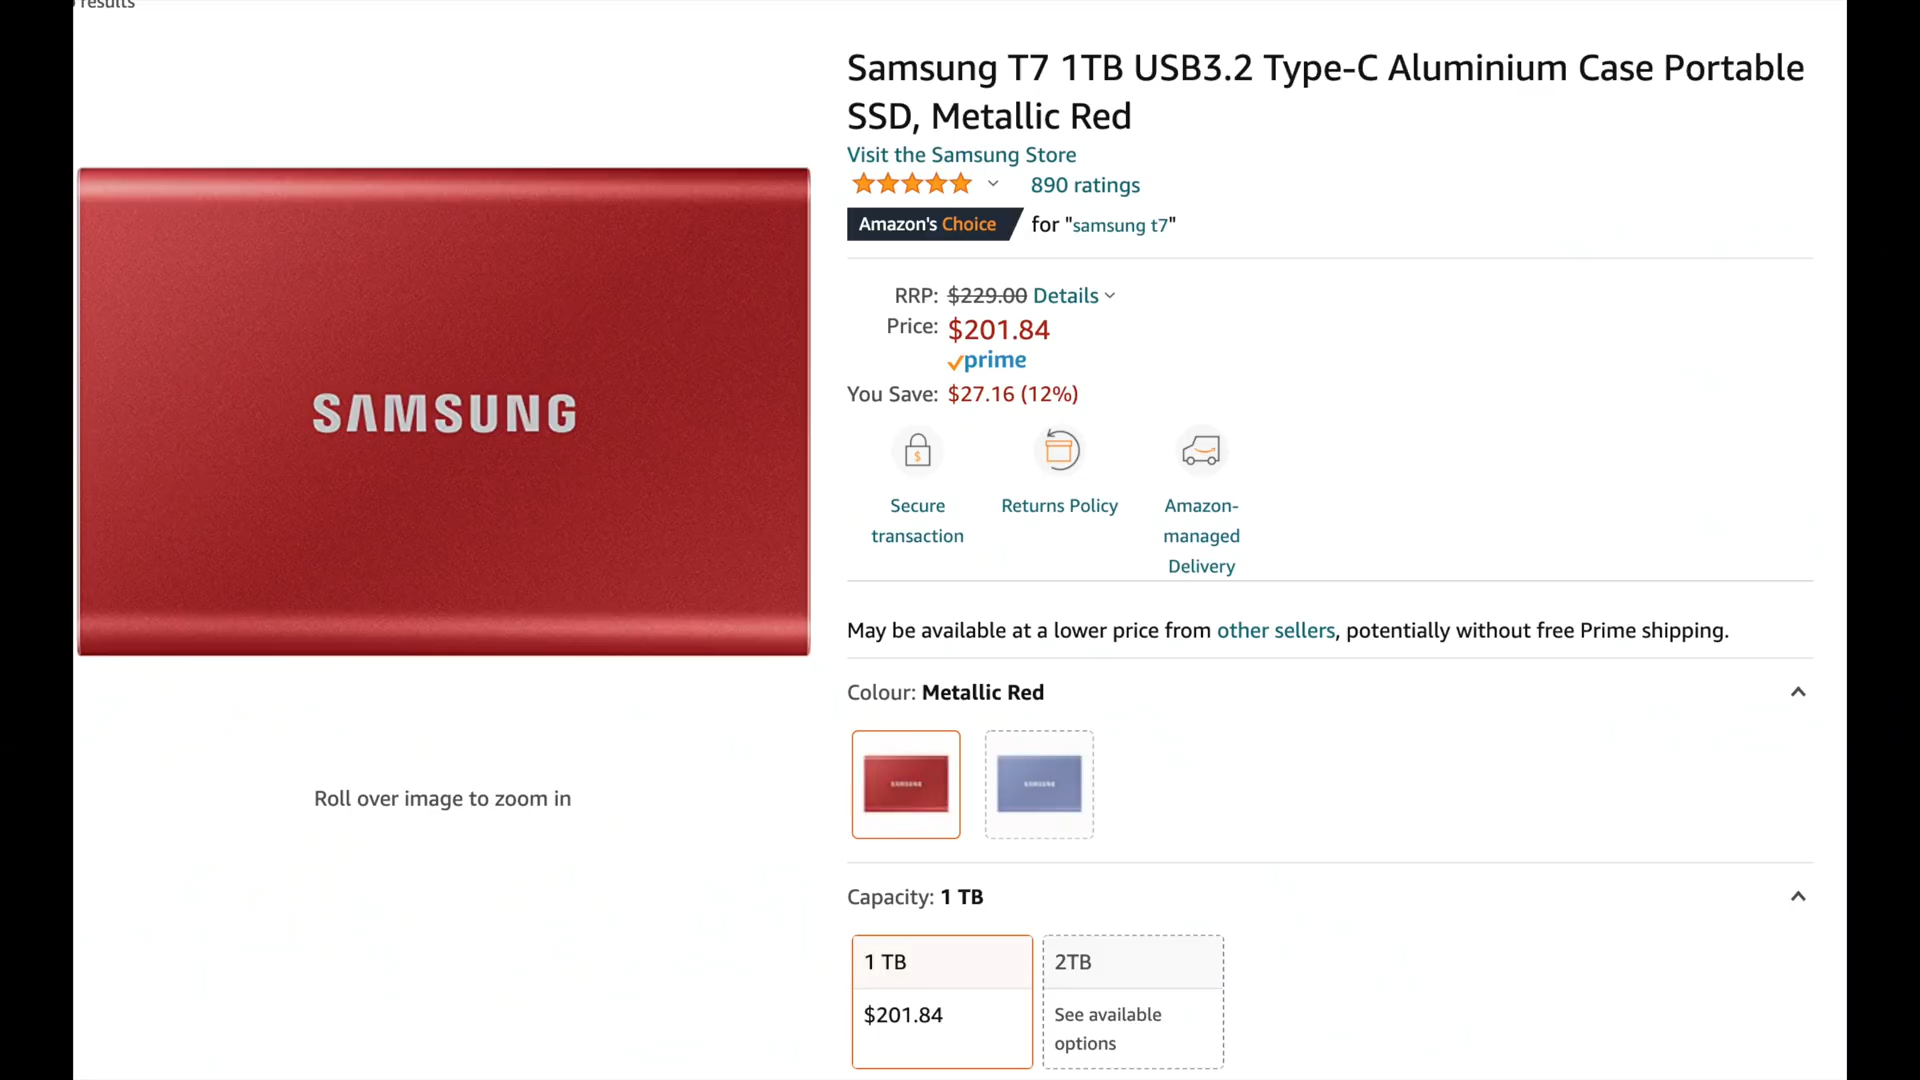 results
Samsung T7 1TB USB3.2 Type-C Aluminium Case Portable
SSD, Metallic Red
Visit the Samsung Store
890 ratings
Amazon's Choice for "samsung t7"
RRP: $229.00 Details
Price: $201.84
prime
You Save: $27.16 (12%)
SAMSUNG
$
Secure
transaction
Returns Policy
Amazon-
managed
Delivery
May be available at a lower price from other sellers, potentially without free Prime shipping.
Colour: Metallic Red
SAMSUNG
SAMSUNG
Roll over image to zoom in
Capacity: 1 TB
1 TB
$201.84
2TB
See available
options